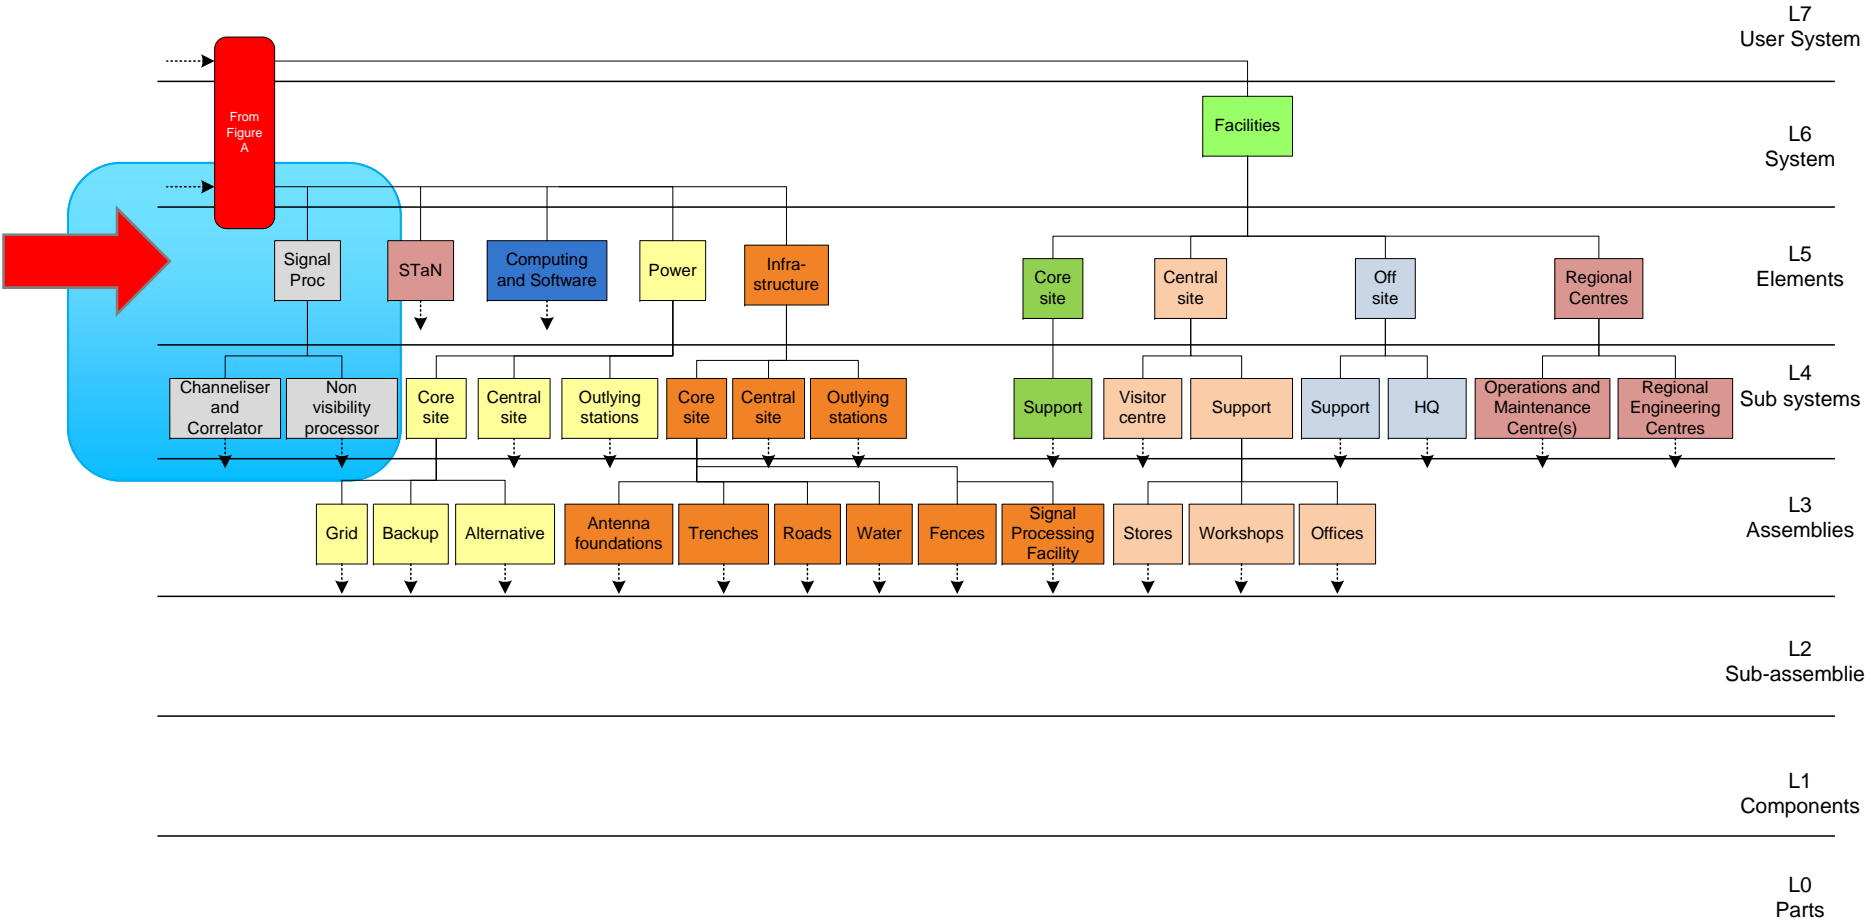 L7
User System
From
Figure
A
Facilities
L6
System
Signal
Proc
STaN
Computing
and Software
Power
Infra-
structure
Core
site
Central
site
Off
site
Regional
Centres
L5
Elements
Channeliser
and
Correlator
Non
visibility
processor
Core
site
Central
site
Outlying
stations
Core
site
Central
site
Outlying
stations
Support
Visitor
centre
Support
Support
HQ
Operations and
Maintenance
Centre(s)
Regional
Engineering
Centres
L4
Sub systems
Grid
Backup
Alternative
Antenna
foundations
Trenches
Roads
Water
Fences
Signal
Processing
Facility
Stores
Workshops
Offices
L3
Assemblies
L2
Sub-assemblie
L1
Components
L0
Parts